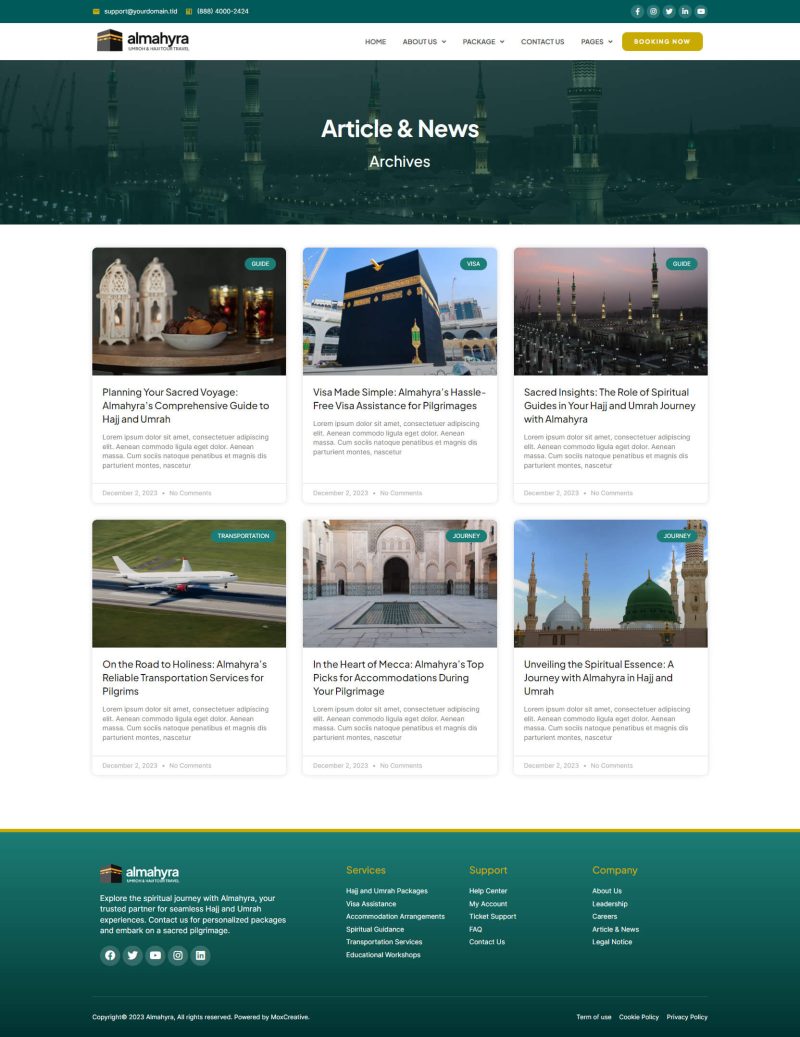 support@yourdomain.tld (888) 4000-2424
almahyra
UMROH & HAJJ TOUR TRAVEL
HOME ABOUT US PACKAGE CONTACT US PAGES BOOKING NOW
Article & News
Archives
GUIDE
Planning Your Sacred Voyage:
Almahyra's Comprehensive Guide to
Hajj and Umrah
Lorem ipsum dolor sit amet, consectetuer adipiscing
elit. Aenean commodo ligula eget dolor. Aenean
massa. Cum sociis natoque penatibus et magnis dis
parturient montes, nascetur
December 2, 2023 • No Comments
VISA
Visa Made Simple: Almahyra's Hassle-
Free Visa Assistance for Pilgrimages
Lorem ipsum dolor sit amet, consectetuer adipiscing
elit. Aenean commodo ligula eget dolor. Aenean
massa. Cum sociis natoque penatibus et magnis dis
parturient montes, nascetur
December 2, 2023 • No Comments
GUIDE
Sacred Insights: The Role of Spiritual
Guides in Your Hajj and Umrah Journey
with Almahyra
Lorem ipsum dolor sit amet, consectetuer adipiscing
elit. Aenean commodo ligula eget dolor. Aenean
massa. Cum sociis natoque penatibus et magnis dis
parturient montes, nascetur
December 2, 2023 • No Comments
TRANSPORTATION
On the Road to Holiness: Almahyra's
Reliable Transportation Services for
Pilgrims
Lorem ipsum dolor sit amet, consectetuer adipiscing
elit. Aenean commodo ligula eget dolor. Aenean
massa. Cum sociis natoque penatibus et magnis dis
parturient montes, nascetur
December 2, 2023 • No Comments
JOURNEY
In the Heart of Mecca: Almahyra's Top
Picks for Accommodations During
Your Pilgrimage
Lorem ipsum dolor sit amet, consectetuer adipiscing
elit. Aenean commodo ligula eget dolor. Aenean
massa. Cum sociis natoque penatibus et magnis dis
parturient montes, nascetur
December 2, 2023 • No Comments
JOURNEY
Unveiling the Spiritual Essence: A
Journey with Almahyra in Hajj and
Umrah
Lorem ipsum dolor sit amet, consectetuer adipiscing
elit. Aenean commodo ligula eget dolor. Aenean
massa. Cum sociis natoque penatibus et magnis dis
parturient montes, nascetur
December 2, 2023 • No Comments
almahyra
UMROH & HAJJ TOUR TRAVEL
Explore the spiritual journey with Almahyra, your
trusted partner for seamless Hajj and Umrah
experiences. Contact us for personalized packages
and embark on a sacred pilgrimage.
Services
Hajj and Umrah Packages
Visa Assistance
Accommodation Arrangements
Spiritual Guidance
Transportation Services
Educational Workshops
Support
Help Center
My Account
Ticket Support
FAQ
Contact Us
Company
About Us
Leadership
Careers
Article & News
Legal Notice
Copyright© 2023 Almahyra, All rights reserved. Powered by MoxCreative.
Term of use Cookie Policy Privacy Policy